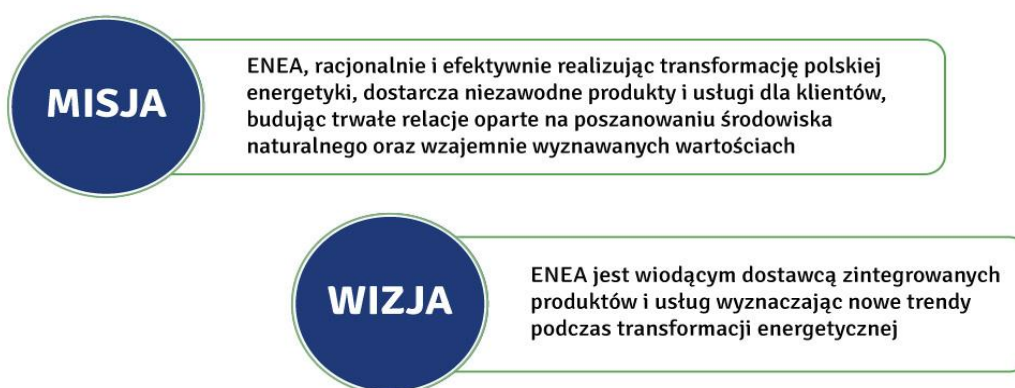 MISJA
ENEA, racjonalnie i efektywnie realizując transformację polskiej
energetyki, dostarcza niezawodne produkty i usługi dla klientów,
budując trwałe relacje oparte na poszanowaniu środowiska
naturalnego oraz wzajemnie wyznawanych wartościach
WIZJA
ENEA jest wiodącym dostawcą zintegrowanych
produktów i usług wyznaczając nowe trendy
podczas transformacji energetycznej